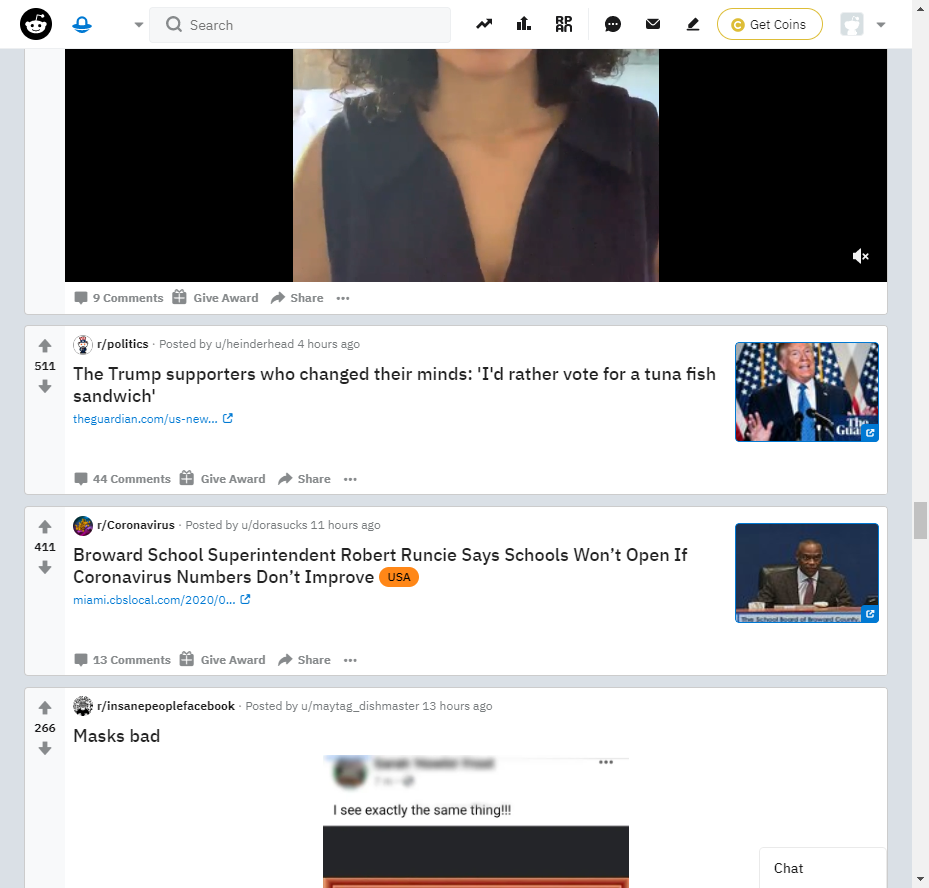 Search
RP
AN
Get Coins
9 Comments Give Award Share
511
r/politics · Posted by u/heinderhead 4 hours ago
The Trump supporters who changed their minds: 'I'd rather vote for a tuna fish
sandwich'
theguardian.com/us-new...
The
Gua
44 Comments Give Award Share
411
r/Coronavirus · Posted by u/dorasucks 11 hours ago
Broward School Superintendent Robert Runcie Says Schools Won’t Open If
Coronavirus Numbers Don’t Improve USA
miami.cbslocal.com/2020/0...
The School Board of Broward County,
13 Comments Give Award Share
266
r/insanepeoplefacebook · Posted by u/maytag_dishmaster 13 hours ago
Masks bad
I see exactly the same thing!!!
Chat